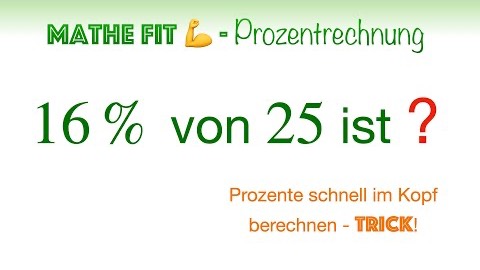 MATHE FIT 💪 - Prozentrechnung
16 % von 25 ist ?
Prozente schnell im Kopf
berechnen - TRICK!